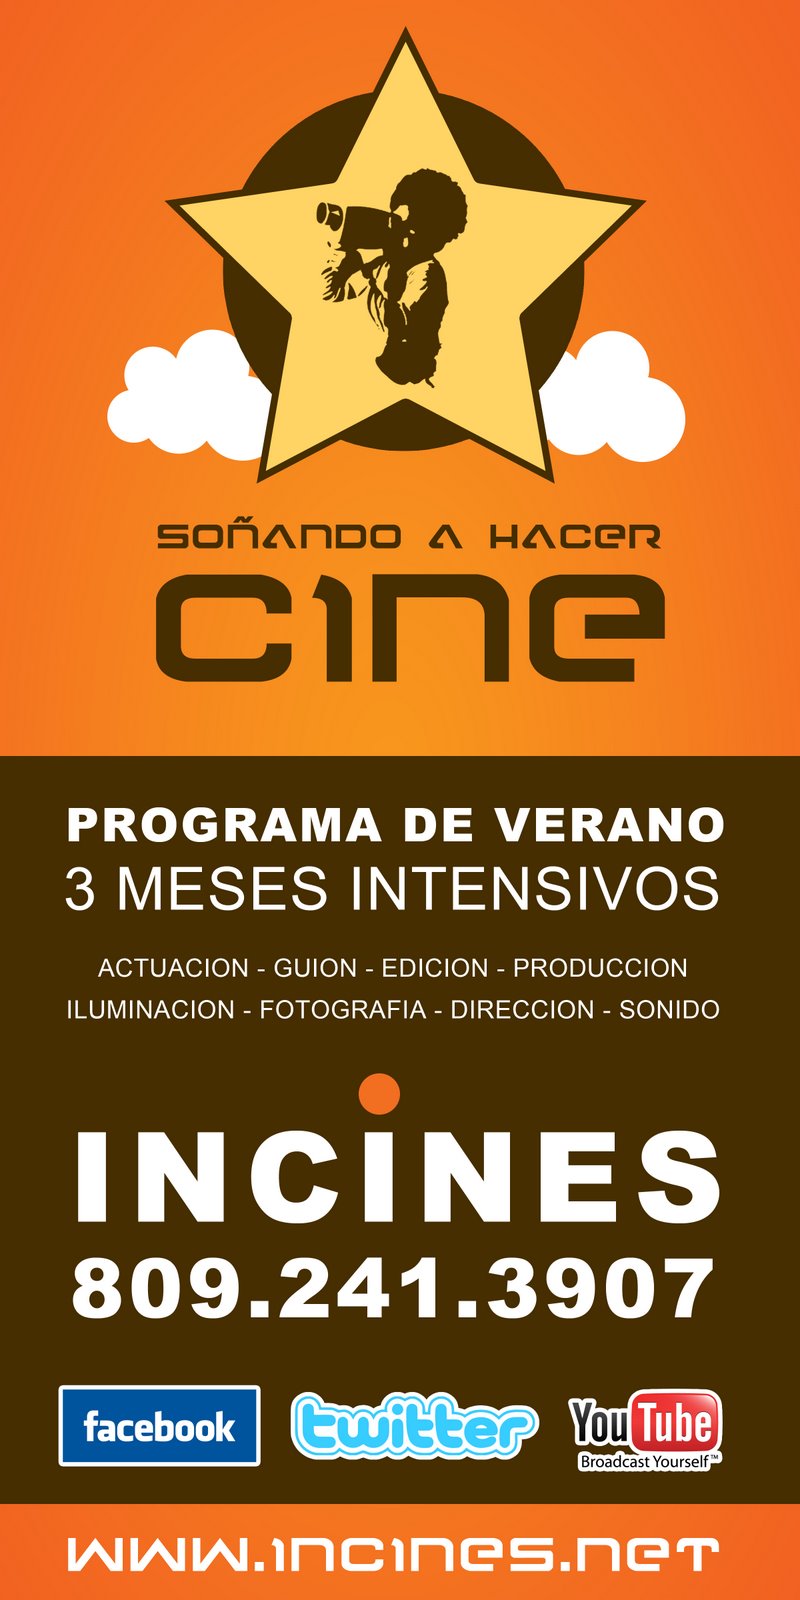 SOÑANDO A HACER
CINE
PROGRAMA DE VERANO
3 MESES INTENSIVOS
ACTUACION - GUION - EDICION - PRODUCCION
ILUMINACION - FOTOGRAFIA - DIRECCION - SONIDO
INCINES
809.241.3907
facebook
twitter
YouTube
Broadcast Yourself™
www.incines.net